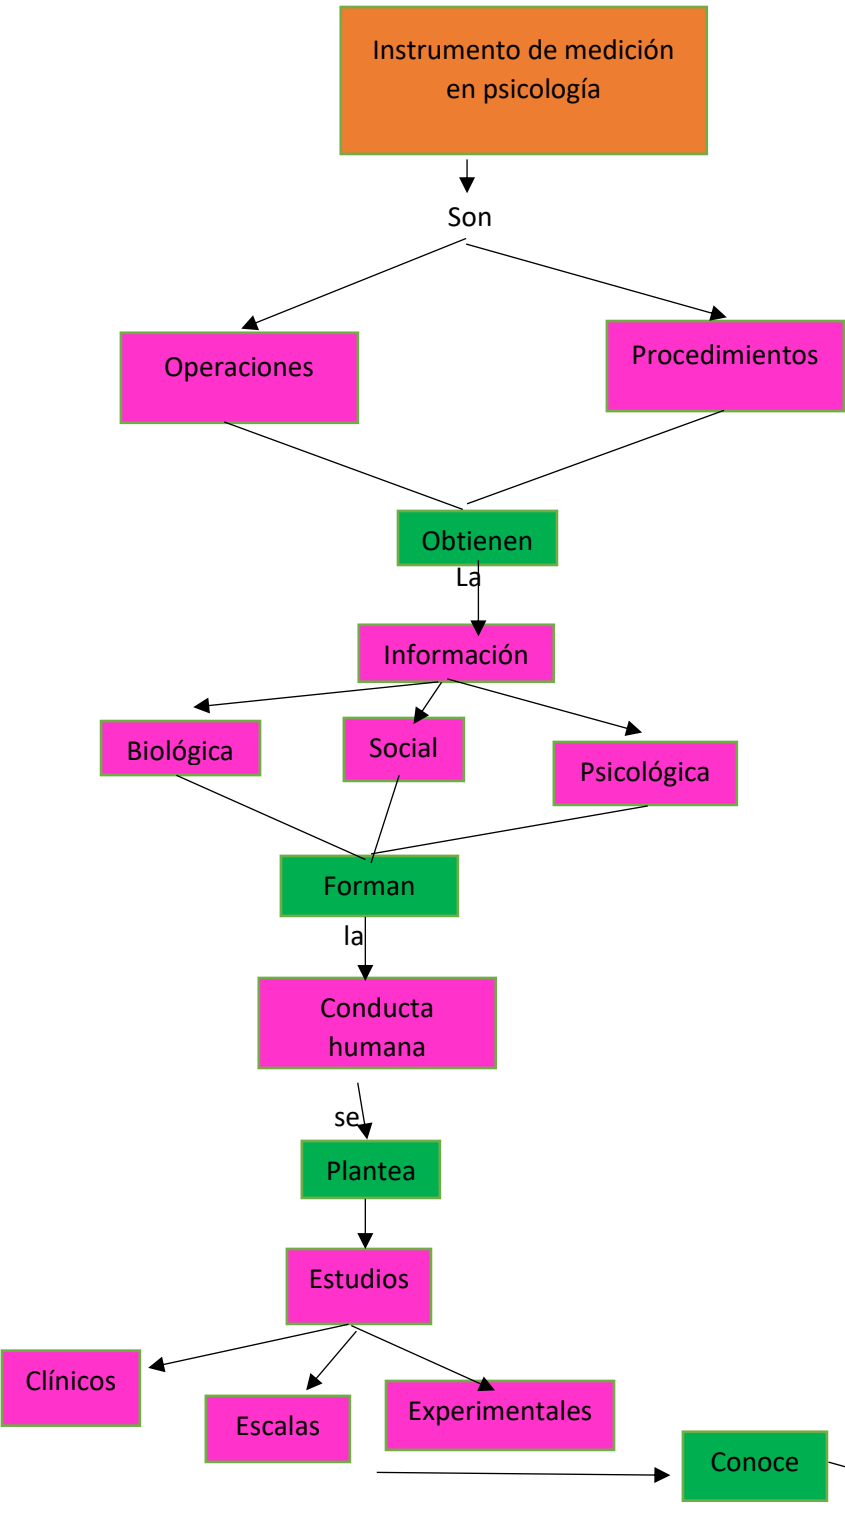 Instrumento de medición
en psicología
Son
Operaciones
Procedimientos
Obtienen
La
Información
Biológica
Social
Psicológica
Forman
la
Conducta
humana
se
Plantea
Estudios
Clínicos
Escalas
Experimentales
Conoce